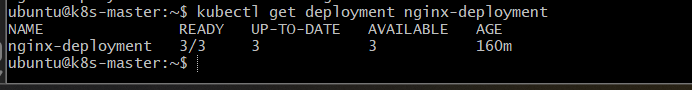 ubuntu@k8s-master:~$ kubectl get deployment nginx-deployment
NAME               READY   UP-TO-DATE   AVAILABLE   AGE
nginx-deployment   3/3     3            3           160m
ubuntu@k8s-master:~$